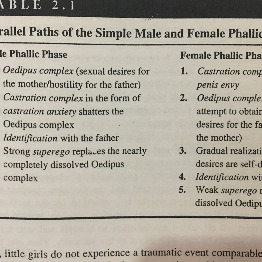 ABLE 2.1
rallel Paths of the Simple Male and Female Phallic
le Phallic Phase
Oedipus complex (sexual desires for
the mother/hostility for the father)
Castration complex in the form of
castration anxiety shatters the
Oedipus complex
Identification with the father
Strong superego replaces the nearly
completely dissolved Oedipus
complex
Female Phallic Phas
1. Castration comp
penis envy
2. Oedipus comple
attempt to obtain
desires for the fa
the mother)
3. Gradual realizati
desires are self-d
4. Identification wi
5. Weak superego
dissolved Oedipu
, little girls do not experience a traumatic event comparable